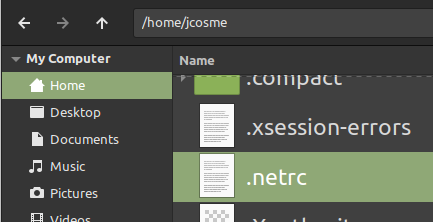 /home/jcosme
My Computer
Name
Home
.compact
Desktop
.xsession-errors
Documents
Music
.netrc
Pictures
Videos